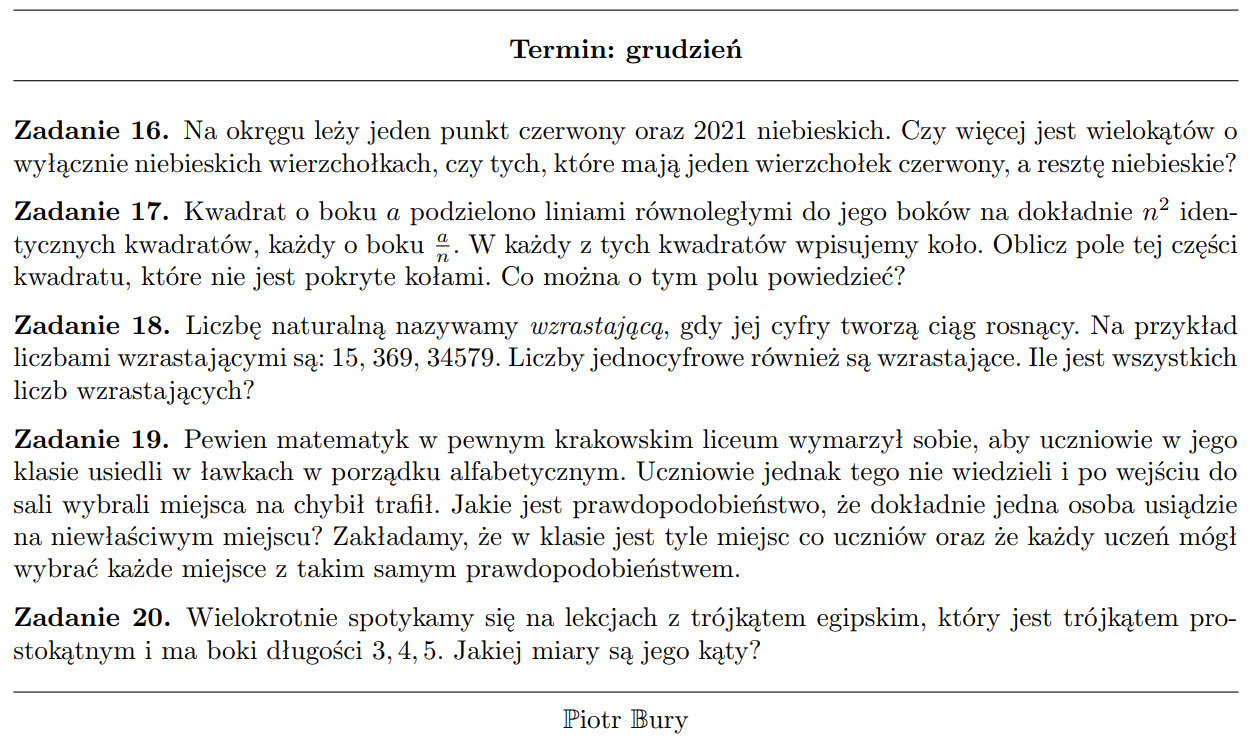 Termin: grudzień
Zadanie 16. Na okręgu leży jeden punkt czerwony oraz 2021 niebieskich. Czy więcej jest wielokątów o
wyłącznie niebieskich wierzchołkach, czy tych, które mają jeden wierzchołek czerwony, a resztę niebieskie?
Zadanie 17. Kwadrat o boku a podzielono liniami równoległymi do jego boków na dokładnie n² iden-
tycznych kwadratów, każdy o boku a/n. W każdy z tych kwadratów wpisujemy koło. Oblicz pole tej części
kwadratu, które nie jest pokryte kołami. Co można o tym polu powiedzieć?
Zadanie 18. Liczbę naturalną nazywamy wzrastającą, gdy jej cyfry tworzą ciąg rosnący. Na przykład
liczbami wzrastającymi są: 15, 369, 34579. Liczby jednocyfrowe również są wzrastające. Ile jest wszystkich
liczb wzrastających?
Zadanie 19. Pewien matematyk w pewnym krakowskim liceum wymarzył sobie, aby uczniowie w jego
klasie usiedli w ławkach w porządku alfabetycznym. Uczniowie jednak tego nie wiedzieli i po wejściu do
sali wybrali miejsca na chybił trafił. Jakie jest prawdopodobieństwo, że dokładnie jedna osoba usiądzie
na niewłaściwym miejscu? Zakładamy, że w klasie jest tyle miejsc co uczniów oraz że każdy uczeń mógł
wybrać każde miejsce z takim samym prawdopodobieństwem.
Zadanie 20. Wielokrotnie spotykamy się na lekcjach z trójkątem egipskim, który jest trójkątem pro-
stokątnym i ma boki długości 3, 4, 5. Jakiej miary są jego kąty?
ℙiotr 𝔹ury